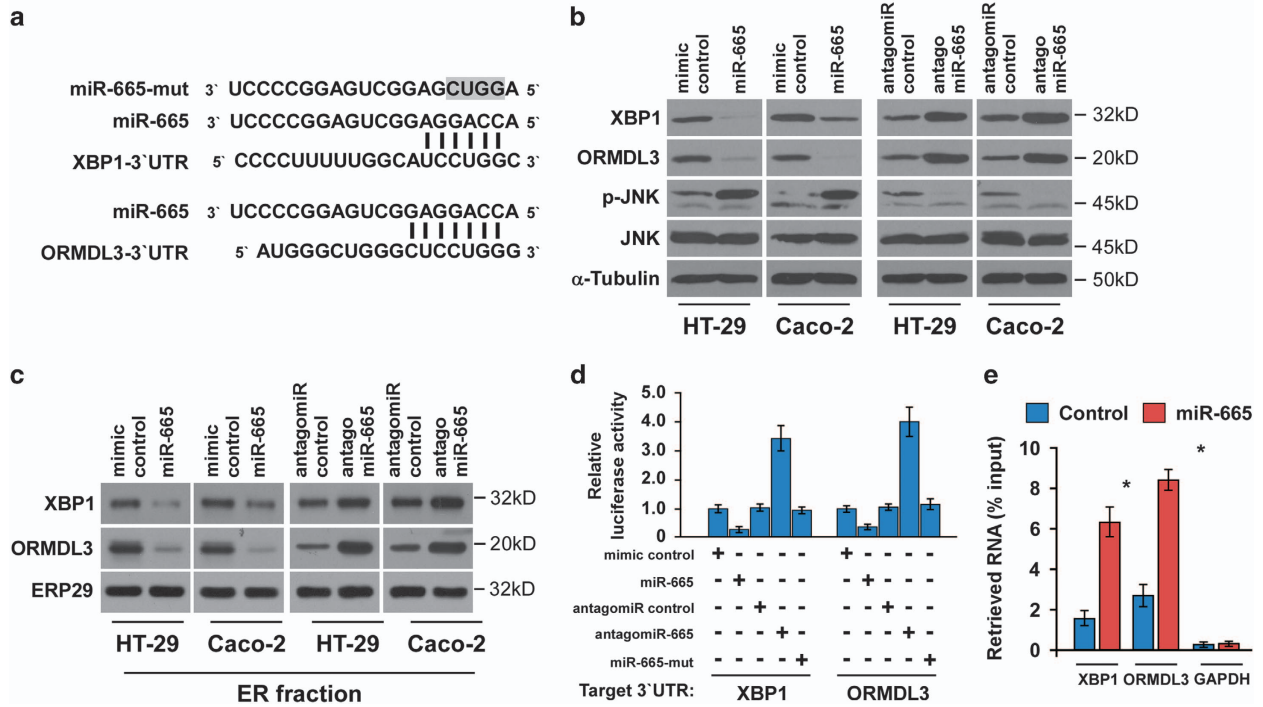 a
miR-665-mut 3` UCCCCGGAGUCGGAGCUGGA 5`
miR-665 3` UCCCCGGAGUCGGAGGACCA 5`
XBP1-3`UTR 5` CCCCUUUUUGGCAUCCUGGC 3`
miR-665 3` UCCCCGGAGUCGGAGGACCA 5`
ORMDL3-3`UTR 5` AUGGGCUGGGCUCCUGGG 3`
b
mimic control miR-665 mimic control miR-665 antagomiR control antago miR-665 antagomiR control antago miR-665
XBP1 32kD
ORMDL3 20kD
p-JNK 45kD
JNK 45kD
α-Tubulin 50kD
HT-29 Caco-2 HT-29 Caco-2
c
mimic control miR-665 mimic control miR-665 antagomiR control antago miR-665 antagomiR control antago miR-665
XBP1 32kD
ORMDL3 20kD
ERP29 32kD
HT-29 Caco-2 HT-29 Caco-2
ER fraction
d
Relative luciferase activity
5.0
4.0
3.0
2.0
1.0
0
mimic control + - - - - + - - - -
miR-665 - + - - - - + - - -
antagomiR control - - + - - - - + - -
antagomiR-665 - - - + - - - - + -
miR-665-mut - - - - + - - - - +
Target 3`UTR: XBP1 ORMDL3
e
Control miR-665
Retrieved RNA (% input)
10
8
6
4
2
0
* *
XBP1 ORMDL3 GAPDH